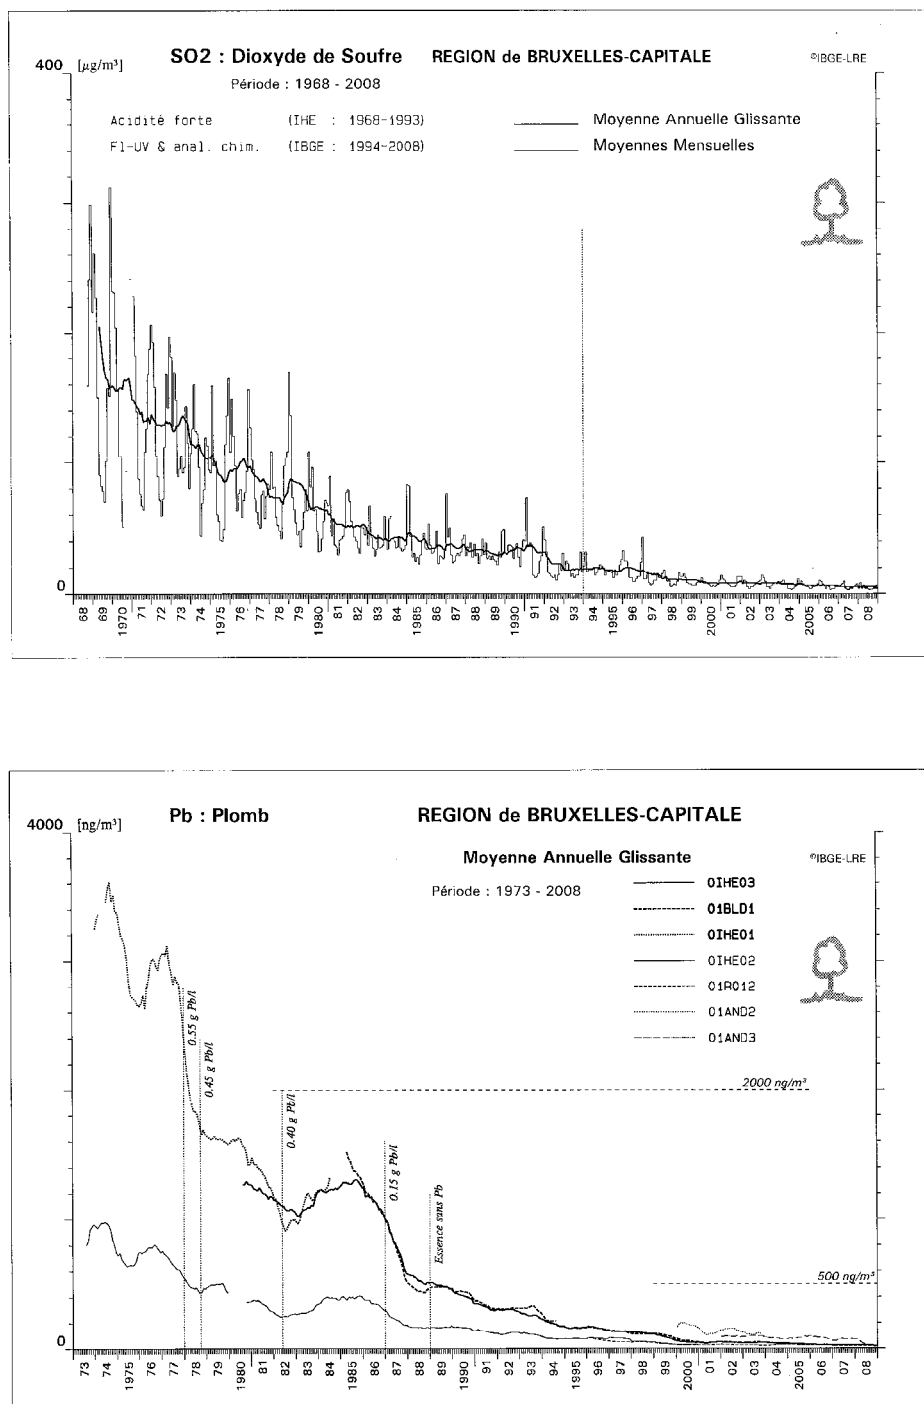 SO2 : Dioxyde de Soufre REGION de BRUXELLES-CAPITALE ©IBGE-LRE
400 [µg/m³]
Période : 1968 - 2008
Acidité forte (IHE : 1968-1993) Moyenne Annuelle Glissante
Fl-UV & anal. chim. (IBGE : 1994-2008) Moyennes Mensuelles
0
68 69 1970 71 72 73 74 1975 76 77 78 79 1980 81 82 83 84 1985 86 87 88 89 1990 91 92 93 94 1995 96 97 98 99 2000 01 02 03 04 2005 06 07 08
Pb : Plomb REGION de BRUXELLES-CAPITALE
4000 [ng/m³]
Moyenne Annuelle Glissante ©IBGE-LRE
Période : 1973 - 2008
0IHE03
01BLD1
0IHE01
0IHE02
01R012
01AND2
01AND3
0.55 g Pb/l
0.45 g Pb/l
0.40 g Pb/l
0.15 g Pb/l
Essence sans Pb
2000 ng/m³
500 ng/m³
0
73 74 1975 76 77 78 79 1980 81 82 83 84 1985 86 87 88 89 1990 91 92 93 94 1995 96 97 98 99 2000 01 02 03 04 2005 06 07 08